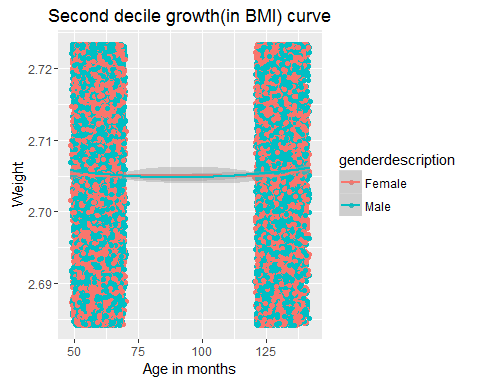 Second decile growth(in BMI) curve
2.72
2.71
2.70
2.69
Weight
50
75
100
125
Age in months
genderdescription
Female
Male